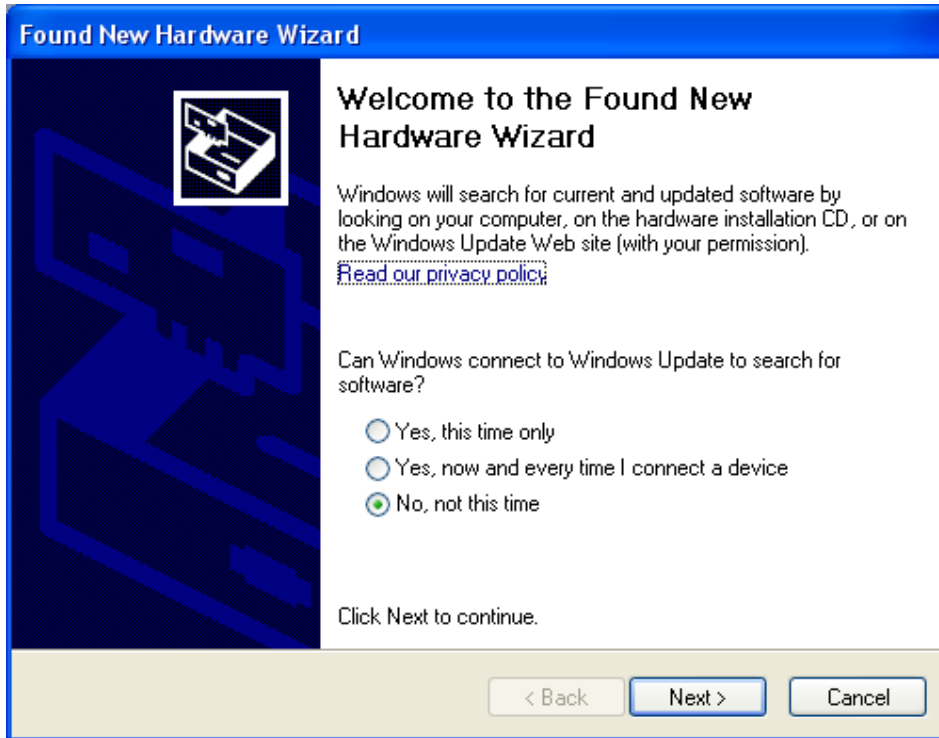 Found New Hardware Wizard
Welcome to the Found New
Hardware Wizard
Windows will search for current and updated software by
looking on your computer, on the hardware installation CD, or on
the Windows Update Web site (with your permission).
Read our privacy policy
Can Windows connect to Windows Update to search for
software?
Yes, this time only
Yes, now and every time I connect a device
No, not this time
Click Next to continue.
< Back
Next >
Cancel